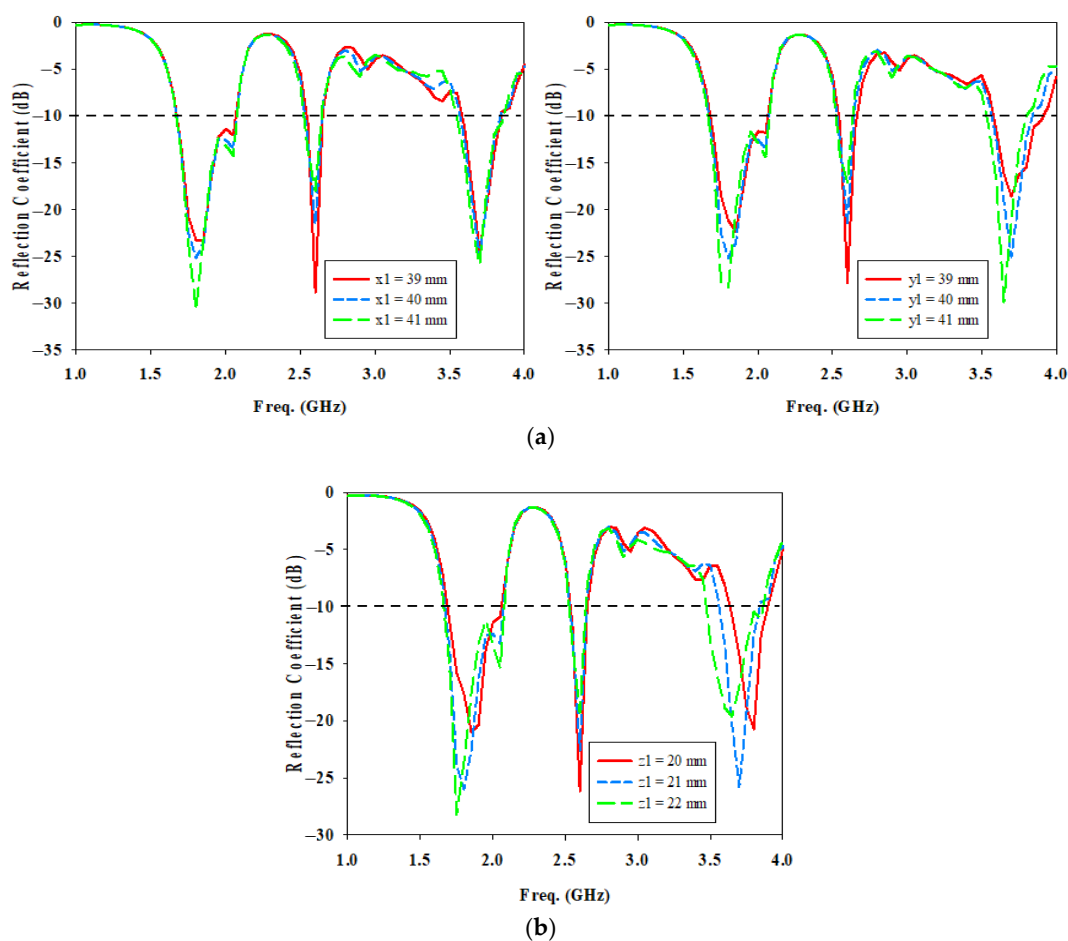 0
−5
−10
−15
−20
−25
−30
−35
Reflection Coefficient (dB)
x1 = 39 mm
x1 = 40 mm
x1 = 41 mm
1.0 1.5 2.0 2.5 3.0 3.5 4.0
Freq. (GHz)
0
−5
−10
−15
−20
−25
−30
−35
Reflection Coefficient (dB)
y1 = 39 mm
y1 = 40 mm
y1 = 41 mm
1.0 1.5 2.0 2.5 3.0 3.5 4.0
Freq. (GHz)
(a)
0
−5
−10
−15
−20
−25
−30
Reflection Coefficient (dB)
z1 = 20 mm
z1 = 21 mm
z1 = 22 mm
1.0 1.5 2.0 2.5 3.0 3.5 4.0
Freq. (GHz)
(b)